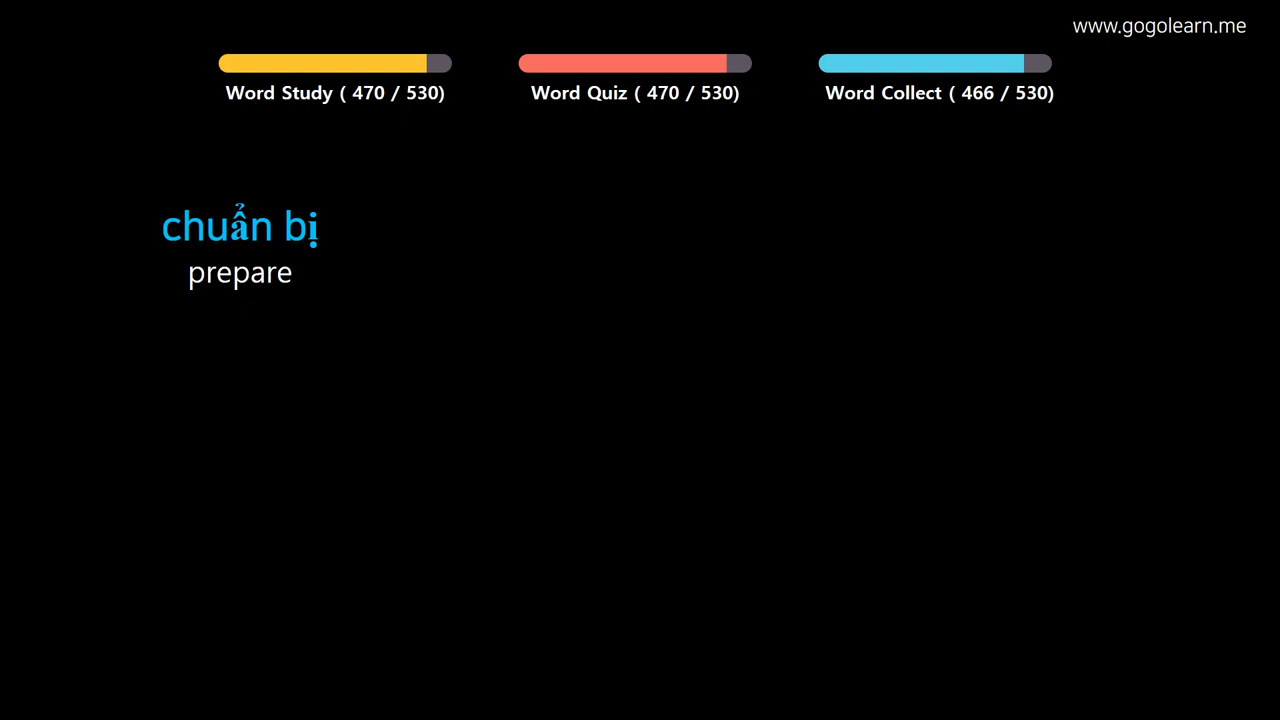 www.gogolearn.me
Word Study ( 470 / 530)
Word Quiz ( 470 / 530)
Word Collect ( 466 / 530)
chuẩn bị
prepare